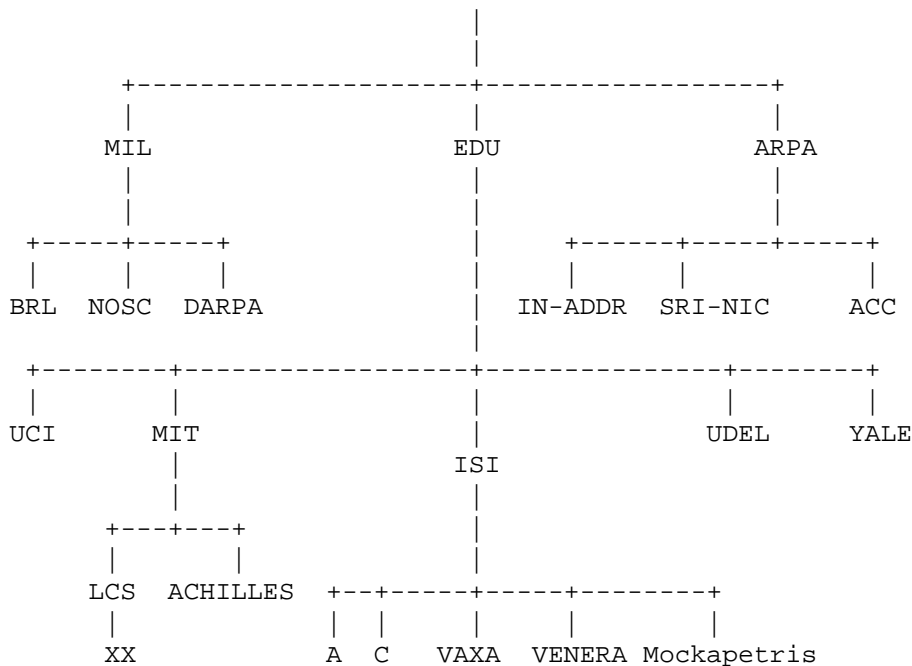 MIL EDU ARPA
BRL NOSC DARPA IN-ADDR SRI-NIC ACC
UCI MIT UDEL YALE
ISI
LCS ACHILLES
XX A C VAXA VENERA Mockapetris